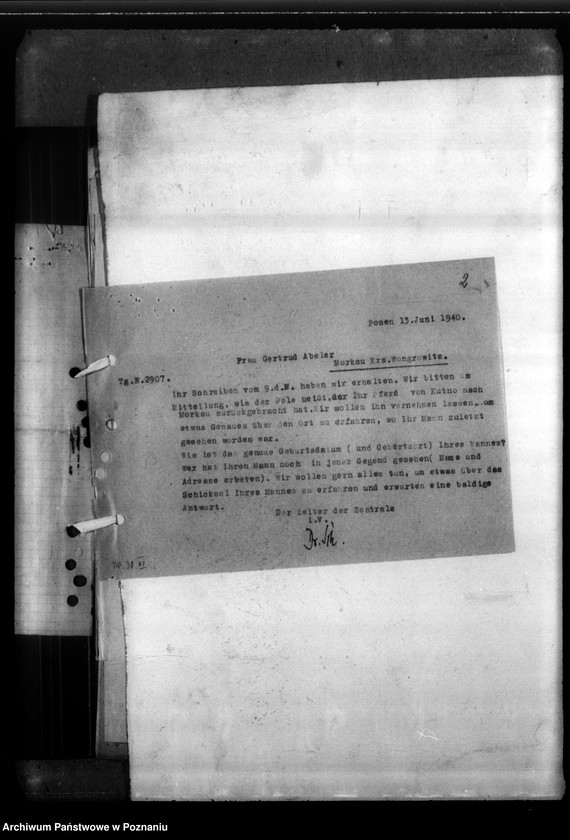 2
Posen 13.Juni 1940.
Frau Gertrud Abeler
Morkau Krs.Wongrowitz.
Tg.N.2907.
Ihr Schreiben vom 9.d.M. haben wir erhalten. Wir bitten um
Mitteilung, wie der Pole heißt,der Ihr Pferd von Kutno nach
Morkau zurückgebracht hat.Wir wollen ihn vernehmen lassen, um
etwas Genaues über den Ort zu erfahren, wo Ihr Mann zuletzt
gesehen worden war.
Wie ist das genaue Geburtsdatum ( und Geburtsort) Ihres Mannes?
Wer hat Ihren Mann noch in jener Gegend gesehen( Name und
Adresse erbeten). Wir wollen gern alles tun, um etwas über das
Schicksal Ihres Mannes zu erfahren und erwarten eine baldige
Antwort.
Der Leiter der Zentrale
i.V.
Dr.
Archiwum Państwowe w Poznaniu